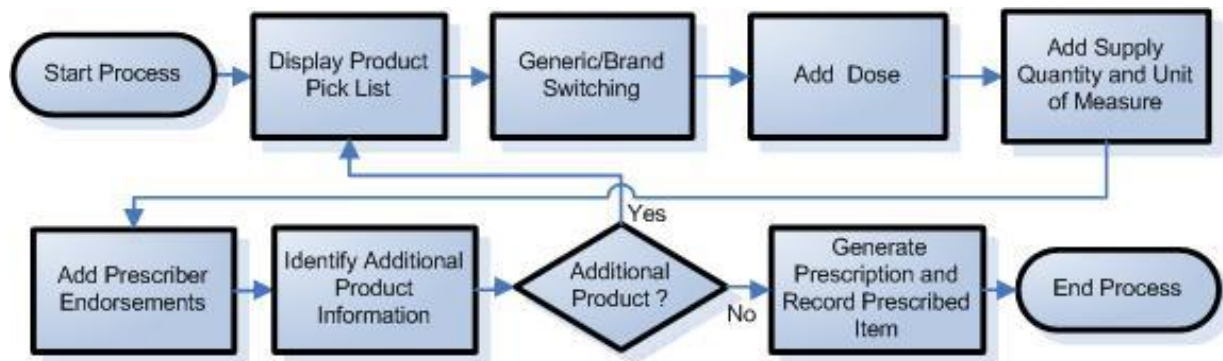 Start Process
Display Product
Pick List
Generic/Brand
Switching
Add Dose
Add Supply
Quantity and Unit
of Measure
Add Prescriber
Endorsements
Identify Additional
Product
Information
Additional
Product ?
Yes
No
Generate
Prescription and
Record Prescribed
Item
End Process